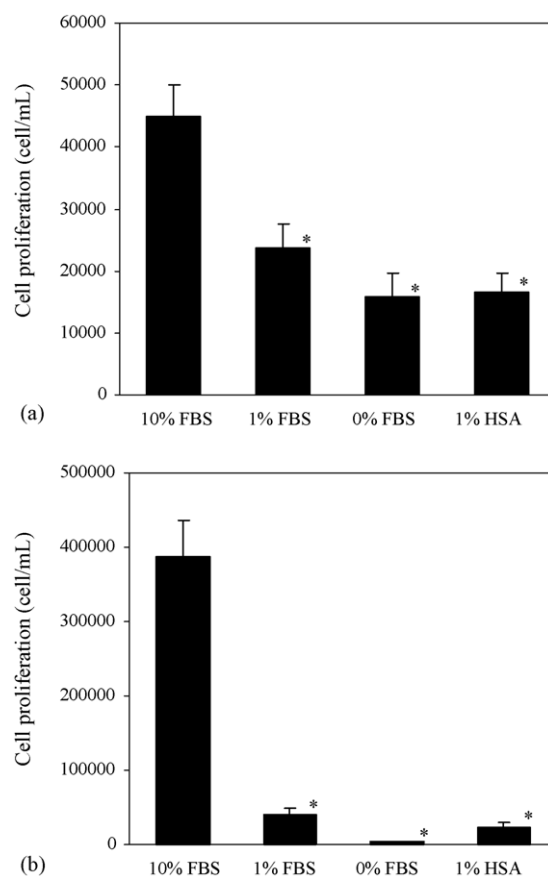 60000
50000
40000
30000
20000
10000
0
Cell proliferation (cell/mL)
* * *
10% FBS 1% FBS 0% FBS 1% HSA
(a)
500000
400000
300000
200000
100000
0
Cell proliferation (cell/mL)
* * *
10% FBS 1% FBS 0% FBS 1% HSA
(b)